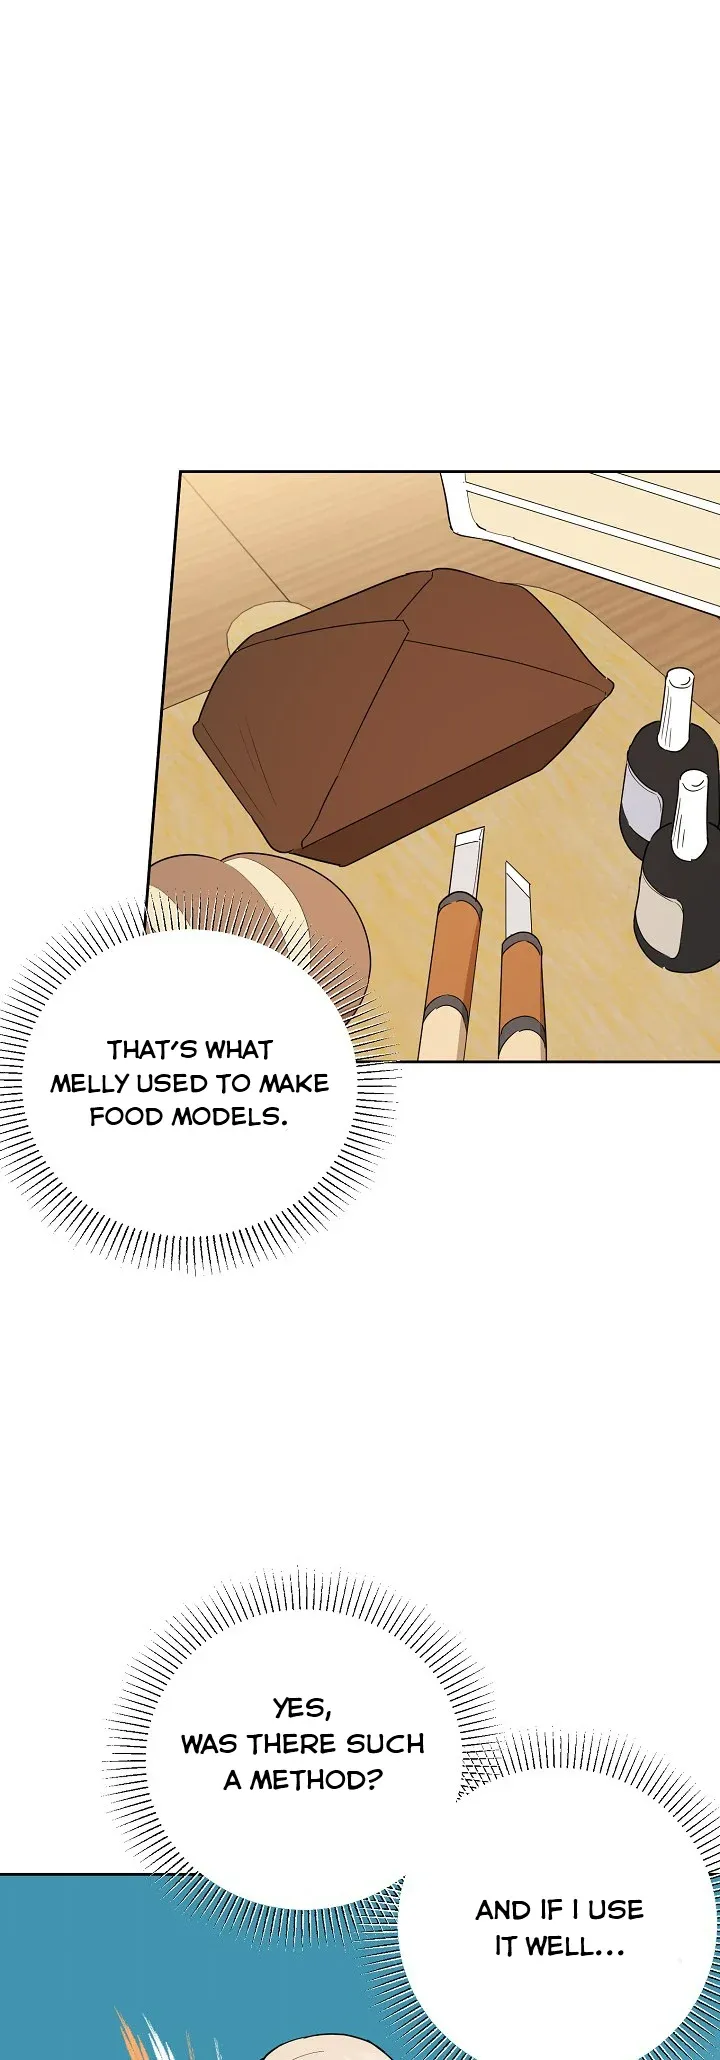 THAT'S WHAT
MELLY USED TO MAKE
FOOD MODELS.
YES,
WAS THERE SUCH
A METHOD?
AND IF I USE
IT WELL...